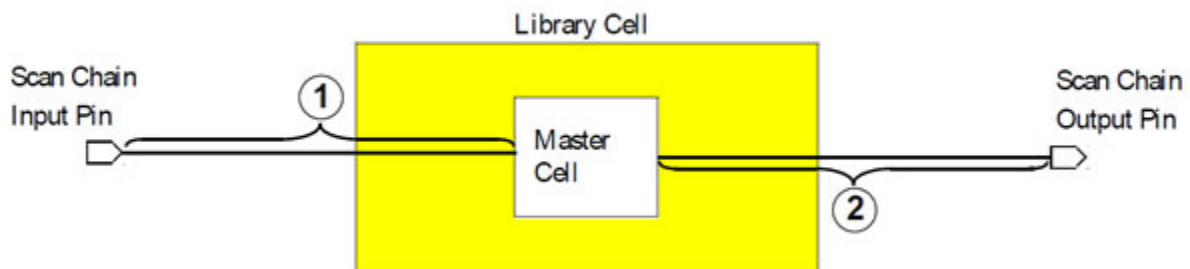 Library Cell
Scan Chain
Input Pin
1
Master
Cell
Scan Chain
Output Pin
2